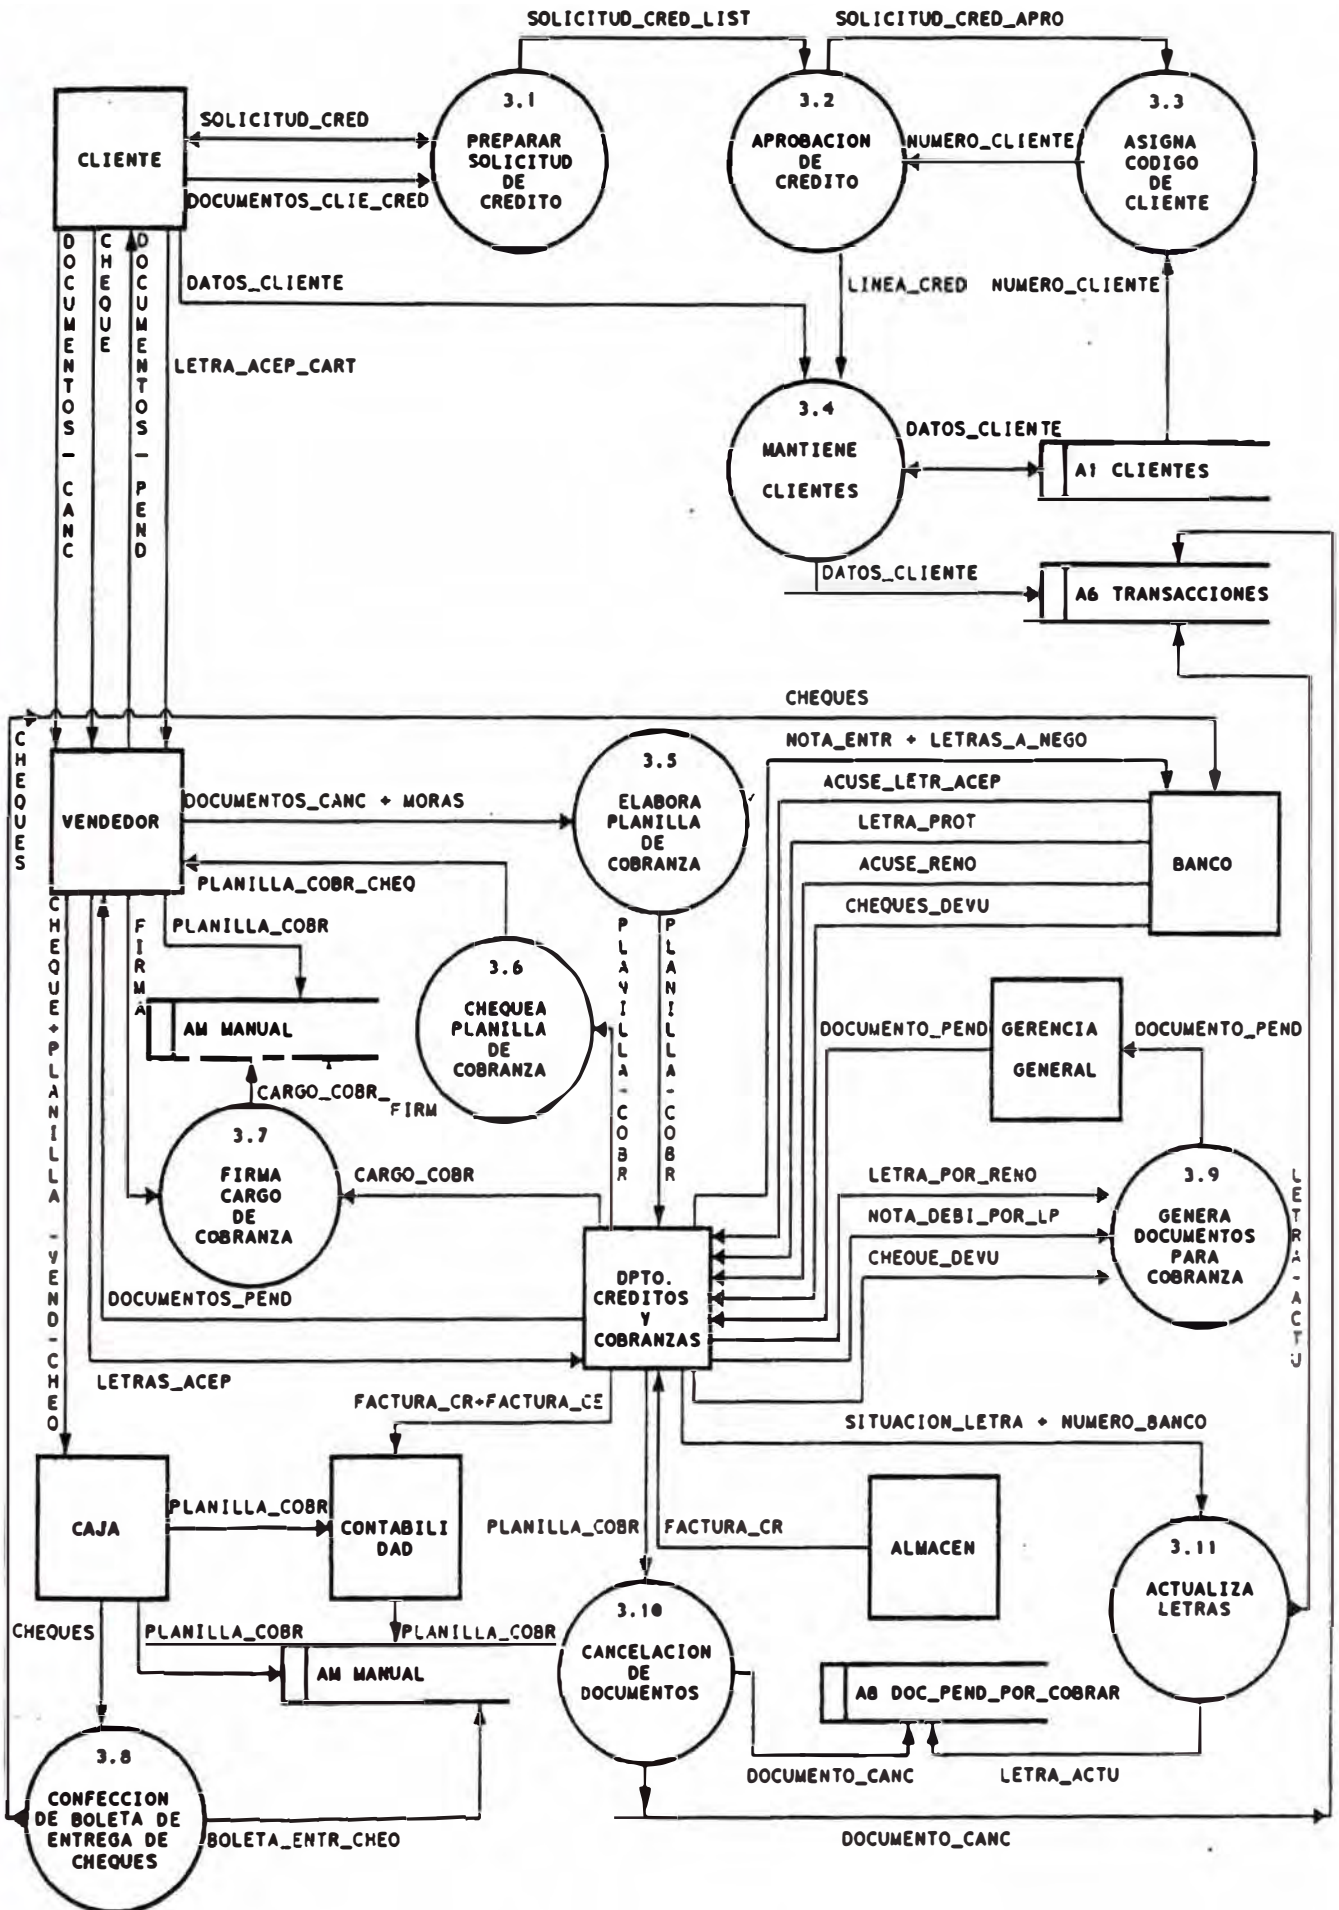 SOLICITUD_CRED_LIST
SOLICITUD_CRED_APRO
3.1
PREPARAR
SOLICITUD
DE
CREDITO
3.2
APROBACION
DE
CREDITO
3.3
ASIGNA
CODIGO
DE
CLIENTE
CLIENTE
SOLICITUD_CRED
DOCUMENTOS_CLIE_CRED
NUMERO_CLIENTE
DOCUMENTOS-CANC
CHEQUE
DOCUMENTOS-PEND
DATOS_CLIENTE
LINEA_CRED
NUMERO_CLIENTE
LETRA_ACEP_CART
3.4
MANTIENE
CLIENTES
DATOS_CLIENTE
A1 CLIENTES
DATOS_CLIENTE
A6 TRANSACCIONES
CHEQUES
CHEQUES
NOTA_ENTR + LETRAS_A_NEGO
ACUSE_LETR_ACEP
LETRA_PROT
ACUSE_RENO
CHEQUES_DEVU
BANCO
VENDEDOR
DOCUMENTOS_CANC + MORAS
3.5
ELABORA
PLANILLA
DE
COBRANZA
PLANILLA_COBR_CHEQ
CHEQUE+PLANILLA-VEND-CHEO
FIRMA
PLANILLA_COBR
AM MANUAL
3.6
CHEQUEA
PLANILLA
DE
COBRANZA
PLANILLA-COBR
PLANILLA-COBR
DOCUMENTO_PEND
GERENCIA
GENERAL
DOCUMENTO_PEND
CARGO_COBR_
FIRM
3.7
FIRMA
CARGO
DE
COBRANZA
CARGO_COBR
LETRA_POR_RENO
NOTA_DEBI_POR_LP
CHEQUE_DEVU
3.9
GENERA
DOCUMENTOS
PARA
COBRANZA
LETRA-ACTU
DPTO.
CREDITOS
Y
COBRANZAS
DOCUMENTOS_PEND
LETRAS_ACEP
FACTURA_CR+FACTURA_CE
SITUACION_LETRA + NUMERO_BANCO
CAJA
PLANILLA_COBR
CONTABILI
DAD
PLANILLA_COBR
FACTURA_CR
ALMACEN
3.11
ACTUALIZA
LETRAS
CHEQUES
PLANILLA_COBR
PLANILLA_COBR
AM MANUAL
3.10
CANCELACION
DE
DOCUMENTOS
A8 DOC_PEND_POR_COBRAR
DOCUMENTO_CANC
LETRA_ACTU
3.8
CONFECCION
DE BOLETA DE
ENTREGA DE
CHEQUES
BOLETA_ENTR_CHEO
DOCUMENTO_CANC